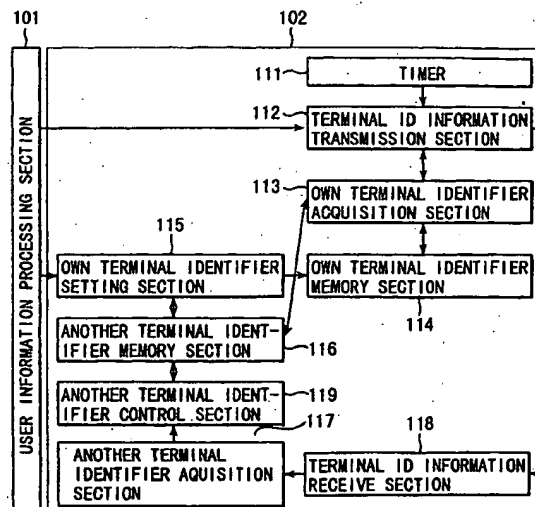 101
102
USER INFORMATION PROCESSING SECTION
111
TIMER
112
TERMINAL ID INFORMATION
TRANSMISSION SECTION
113
OWN TERMINAL IDENTIFIER
ACQUISITION SECTION
115
OWN TERMINAL IDENTIFIER
SETTING SECTION
OWN TERMINAL IDENTIFIER
MEMORY SECTION
114
ANOTHER TERMINAL IDENT-
IFIER MEMORY SECTION
116
ANOTHER TERMINAL IDENT-
IFIER CONTROL SECTION
119
117
ANOTHER TERMINAL
IDENTIFIER AQUISITION
SECTION
118
TERMINAL ID INFORMATION
RECEIVE SECTION